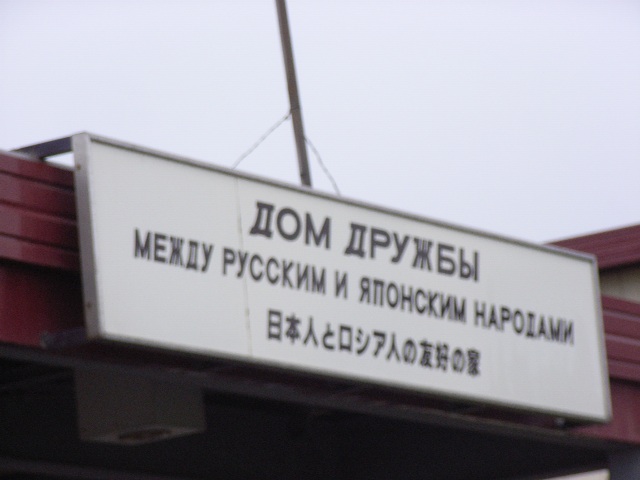 ДОМ ДРУЖБЫ
МЕЖДУ РУССКИМ И ЯПОНСКИМ НАРОДАМИ
日本人とロシア人の友好の家